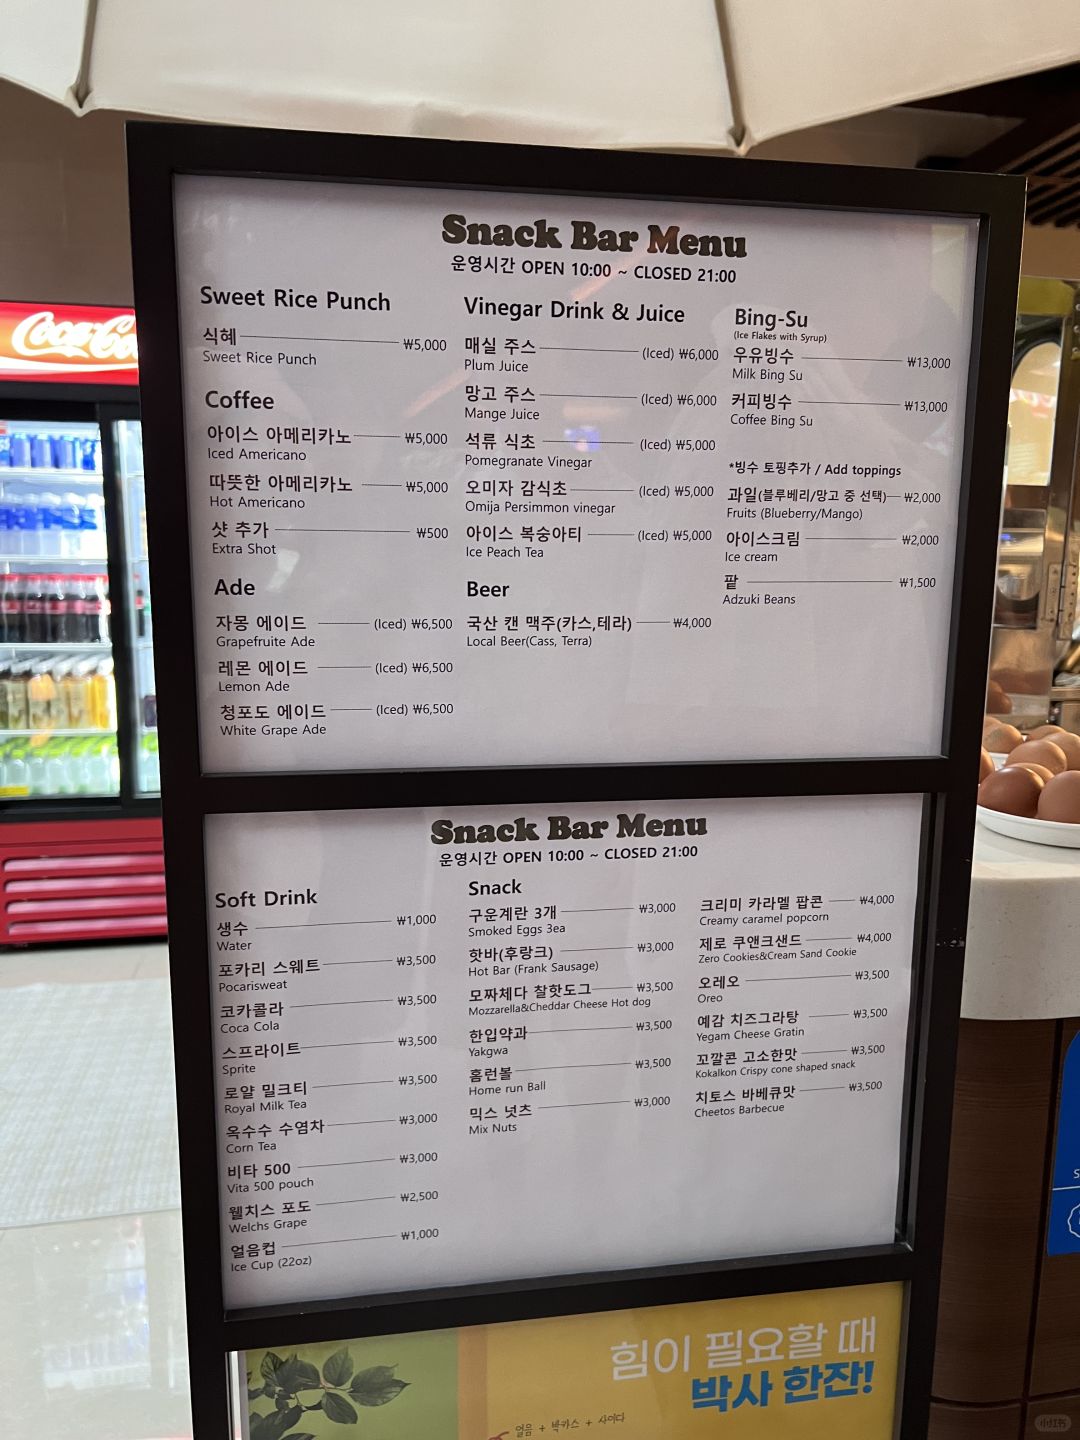 Coca-Co
Snack Bar Menu
운영시간 OPEN 10:00 ~ CLOSED 21:00
Sweet Rice Punch
식혜 ₩5,000
Sweet Rice Punch
Coffee
아이스 아메리카노 ₩5,000
Iced Americano
따뜻한 아메리카노 ₩5,000
Hot Americano
샷 추가 ₩500
Extra Shot
Ade
자몽 에이드 (Iced) ₩6,500
Grapefruite Ade
레몬 에이드 (Iced) ₩6,500
Lemon Ade
청포도 에이드 (Iced) ₩6,500
White Grape Ade
Vinegar Drink & Juice
매실 주스 (Iced) ₩6,000
Plum Juice
망고 주스 (Iced) ₩6,000
Mange Juice
석류 식초 (Iced) ₩5,000
Pomegranate Vinegar
오미자 감식초 (Iced) ₩5,000
Omija Persimmon vinegar
아이스 복숭아티 (Iced) ₩5,000
Ice Peach Tea
Beer
국산 캔 맥주(카스,테라) ₩4,000
Local Beer(Cass, Terra)
Bing-Su
(Ice Flakes with Syrup)
우유빙수 ₩13,000
Milk Bing Su
커피빙수 ₩13,000
Coffee Bing Su
*빙수 토핑추가 / Add toppings
과일(블루베리/망고 중 선택) ₩2,000
Fruits (Blueberry/Mango)
아이스크림 ₩2,000
Ice cream
팥 ₩1,500
Adzuki Beans
Snack Bar Menu
운영시간 OPEN 10:00 ~ CLOSED 21:00
Soft Drink
생수 ₩1,000
Water
포카리 스웨트 ₩3,500
Pocarisweat
코카콜라 ₩3,500
Coca Cola
스프라이트 ₩3,500
Sprite
로얄 밀크티 ₩3,500
Royal Milk Tea
옥수수 수염차 ₩3,000
Corn Tea
비타 500 ₩3,000
Vita 500 pouch
웰치스 포도 ₩2,500
Welchs Grape
얼음컵 ₩1,000
Ice Cup (22oz)
Snack
구운계란 3개 ₩3,000
Smoked Eggs 3ea
핫바(후랑크) ₩3,000
Hot Bar (Frank Sausage)
모짜체다 찰핫도그 ₩3,500
Mozzarella&Cheddar Cheese Hot dog
한입약과 ₩3,500
Yakgwa
홈런볼 ₩3,500
Home run Ball
믹스 넛츠 ₩3,000
Mix Nuts
크리미 카라멜 팝콘 ₩4,000
Creamy caramel popcorn
제로 쿠앤크샌드 ₩4,000
Zero Cookies&Cream Sand Cookie
오레오 ₩3,500
Oreo
예감 치즈그라탕 ₩3,500
Yegam Cheese Gratin
꼬깔콘 고소한맛 ₩3,500
Kokalkon Crispy cone shaped snack
치토스 바베큐맛 ₩3,500
Cheetos Barbecue
힘이 필요할 때
박사 한잔!
얼음 + 박카스 + 사이다
小红书